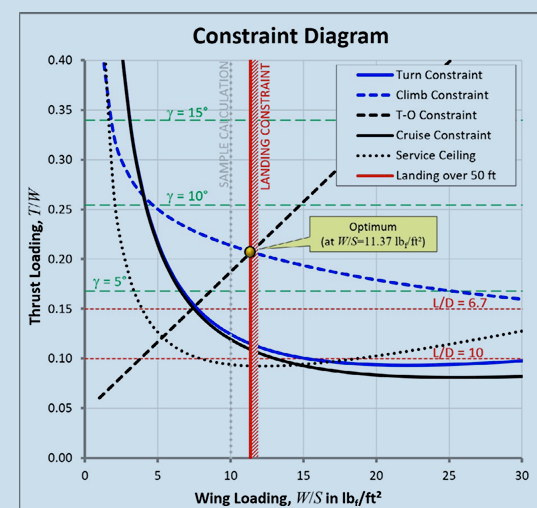 Constraint Diagram
Thrust Loading, T/W
0.40
0.35
0.30
0.25
0.20
0.15
0.10
0.05
0.00
γ = 15°
γ = 10°
γ = 5°
SAMPLE CALCULATION
LANDING CONSTRAINT
Turn Constraint
Climb Constraint
T-O Constraint
Cruise Constraint
Service Ceiling
Landing over 50 ft
Optimum
(at W/S=11.37 lbf/ft²)
L/D = 6.7
L/D = 10
0 5 10 15 20 25 30
Wing Loading, W/S in lbf/ft²